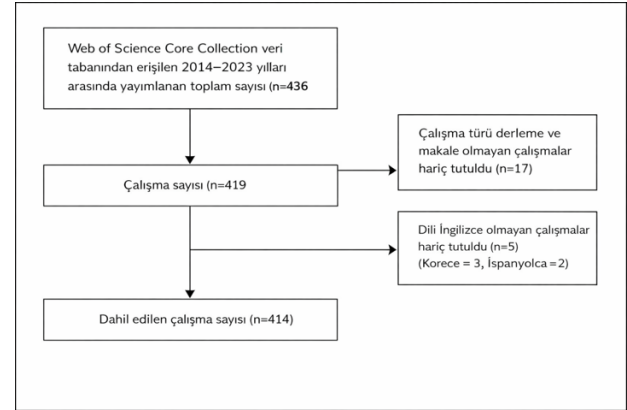 Web of Science Core Collection veri
tabanından erişilen 2014–2023 yılları
arasında yayımlanan toplam sayısı (n=436
Çalışma türü derleme ve
makale olmayan çalışmalar
hariç tutuldu (n=17)
Çalışma sayısı (n=419
Dili İngilizce olmayan çalışmalar
hariç tutuldu (n=5)
(Korece = 3, İspanyolca = 2)
Dahil edilen çalışma sayısı (n=414)